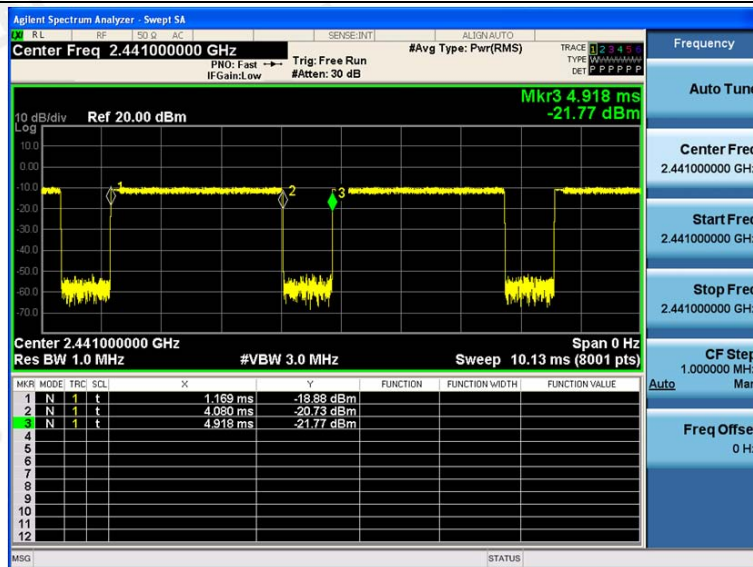 Agilent Spectrum Analyzer - Swept SA
LXI RL RF 50 Ω AC SENSE:INT ALIGN AUTO
Center Freq 2.441000000 GHz
PNO: Fast
IFGain:Low
Trig: Free Run
#Atten: 30 dB
#Avg Type: Pwr(RMS)
TRACE 1 2 3 4 5 6
TYPE W
DET P P P P P P
Mkr3 4.918 ms
-21.77 dBm
10 dB/div Ref 20.00 dBm
Log
10.0
0.00
-10.0
-20.0
-30.0
-40.0
-50.0
-60.0
-70.0
1
2
3
Center 2.441000000 GHz
Span 0 Hz
Res BW 1.0 MHz #VBW 3.0 MHz Sweep 10.13 ms (8001 pts)
MKR MODE TRC SCL X Y FUNCTION FUNCTION WIDTH FUNCTION VALUE
1 N 1 t 1.169 ms -18.88 dBm
2 N 1 t 4.080 ms -20.73 dBm
3 N 1 t 4.918 ms -21.77 dBm
4
5
6
7
8
9
10
11
12
MSG STATUS
Frequency
Auto Tune
Center Freq
2.441000000 GHz
Start Freq
2.441000000 GHz
Stop Freq
2.441000000 GHz
CF Step
1.000000 MHz
Auto Man
Freq Offset
0 Hz